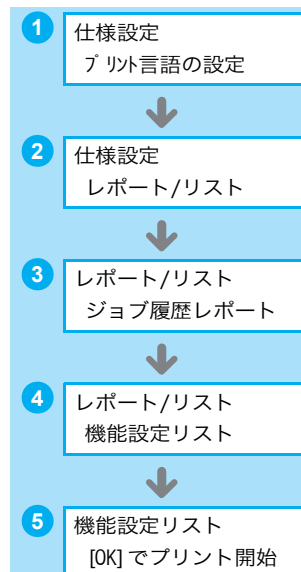 1
仕様設定
ﾌﾟﾘﾝﾄ言語の設定
2
仕様設定
レポート/リスト
3
レポート/リスト
ジョブ履歴レポート
4
レポート/リスト
機能設定リスト
5
機能設定リスト
[OK]でプリント開始